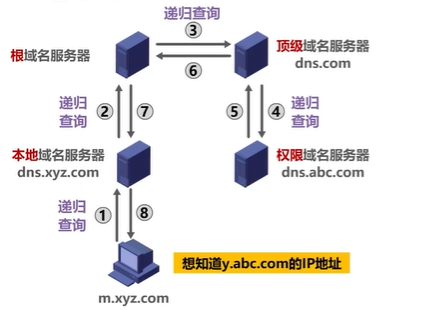 递归查询
③
根域名服务器
⑥
顶级域名服务器
dns.com
递归
查询
②
⑦
⑤
④
递归
查询
本地域名服务器
dns.xyz.com
权限域名服务器
dns.abc.com
递归
查询
①
⑧
想知道y.abc.com的IP地址
m.xyz.com